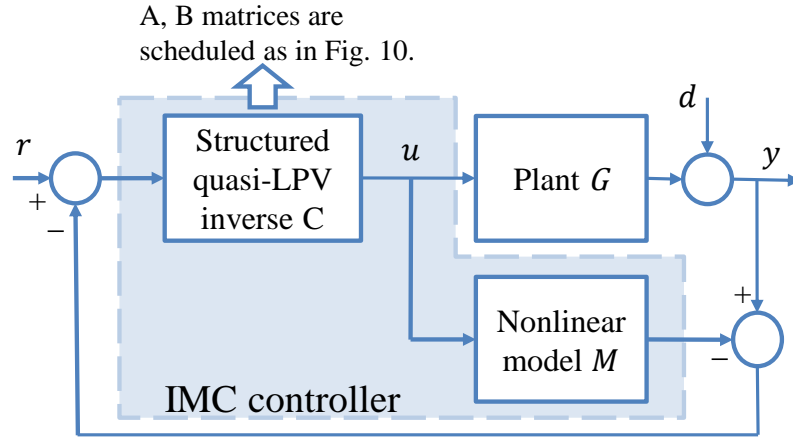 A, B matrices are
scheduled as in Fig. 10.
r
+
−
Structured
quasi-LPV
inverse C
u
Plant G
d
y
+
−
Nonlinear
model M
IMC controller